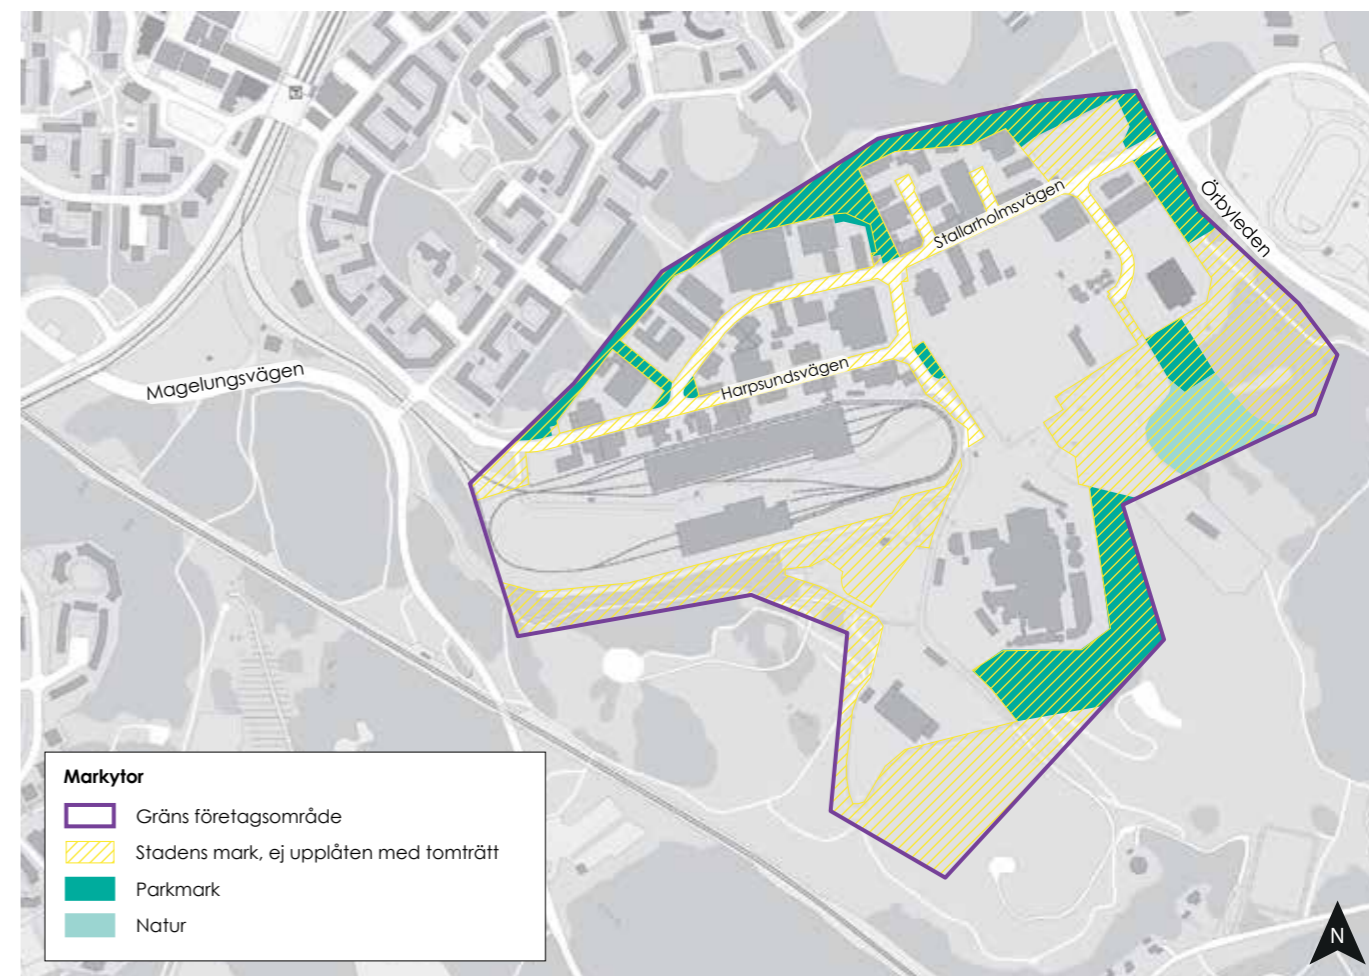 Örbyleden
Stallarholmsvägen
Harpsundsvägen
Magelungsvägen
Markytor
Gräns företagsområde
Stadens mark, ej upplåten med tomträtt
Parkmark
Natur
N